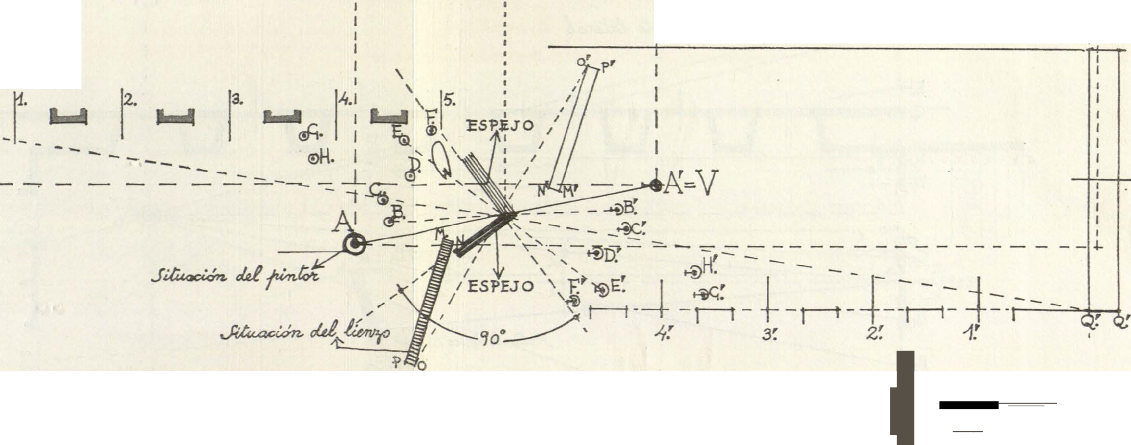 O" P"
1. 2. 3. 4. 5.
G. E. F.
ESPEJO
H.
D.
N" M" A'=V
C. B'.
B. C'.
A
M N D'.
H'.
Situación del pintor ESPEJO
F'. E'. G'.
Situación del lienzo 90° 4' 3' 2' 1' Q' Q'
P O